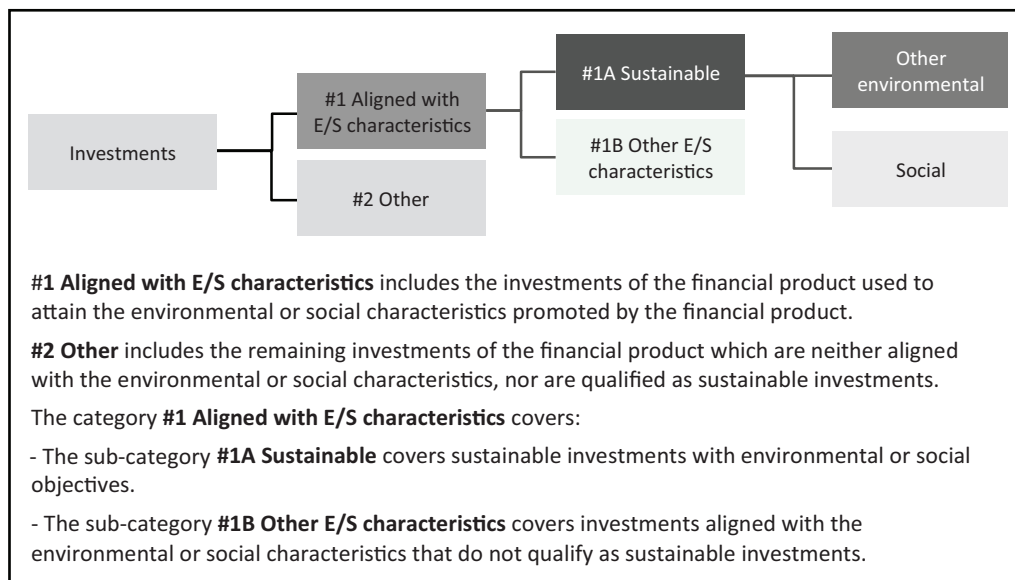 Investments
#1 Aligned with
E/S characteristics
#2 Other
#1A Sustainable
#1B Other E/S
characteristics
Other
environmental
Social
#1 Aligned with E/S characteristics includes the investments of the financial product used to
attain the environmental or social characteristics promoted by the financial product.
#2 Other includes the remaining investments of the financial product which are neither aligned
with the environmental or social characteristics, nor are qualified as sustainable investments.
The category #1 Aligned with E/S characteristics covers:
- The sub-category #1A Sustainable covers sustainable investments with environmental or social
objectives.
- The sub-category #1B Other E/S characteristics covers investments aligned with the
environmental or social characteristics that do not qualify as sustainable investments.